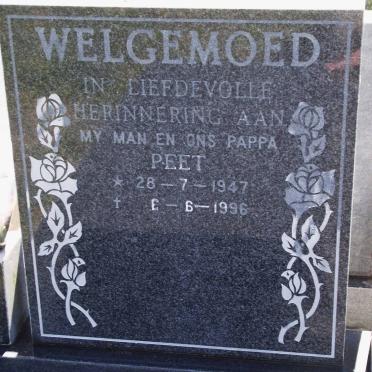 WELGEMOED
IN LIEFDEVOLLE
HERINNERING AAN
MY MAN EN ONS PAPPA
PEET
★ 28-7-1947
† 6-6-1996